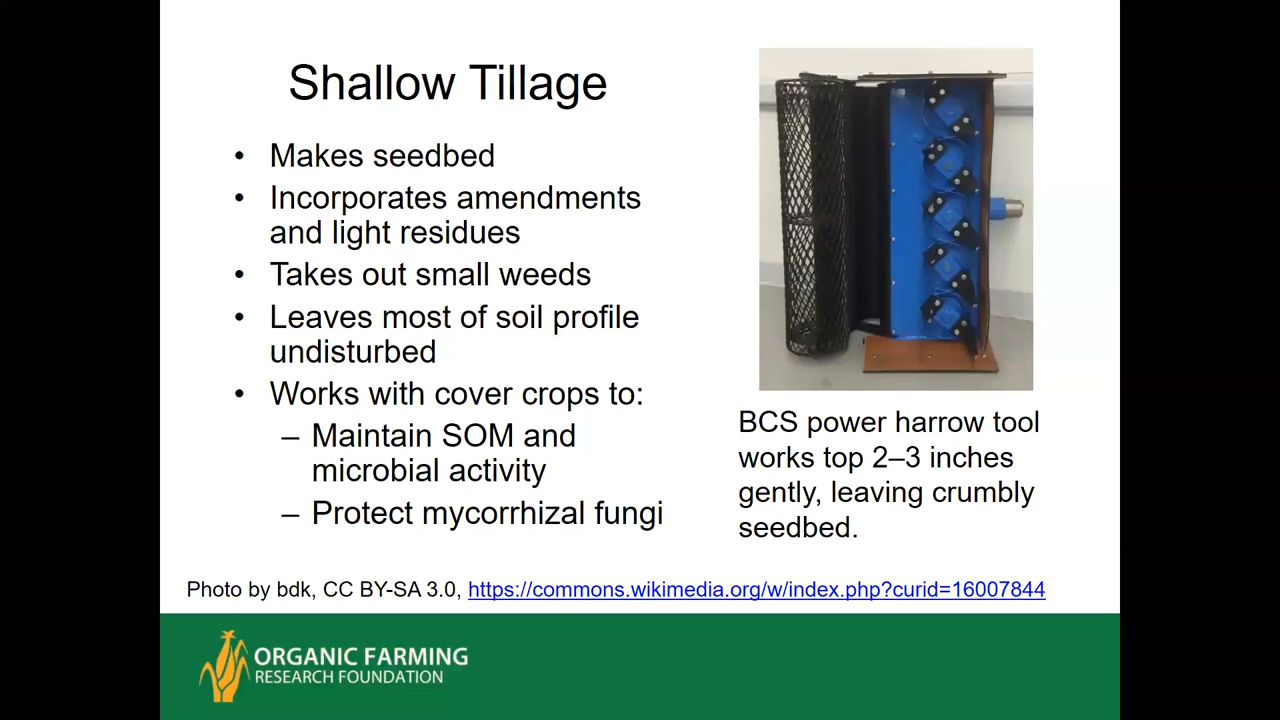 Shallow Tillage
• Makes seedbed
• Incorporates amendments
and light residues
• Takes out small weeds
• Leaves most of soil profile
undisturbed
• Works with cover crops to:
– Maintain SOM and
microbial activity
– Protect mycorrhizal fungi
BCS power harrow tool
works top 2–3 inches
gently, leaving crumbly
seedbed.
Photo by bdk, CC BY-SA 3.0, https://commons.wikimedia.org/w/index.php?curid=16007844
ORGANIC FARMING
RESEARCH FOUNDATION